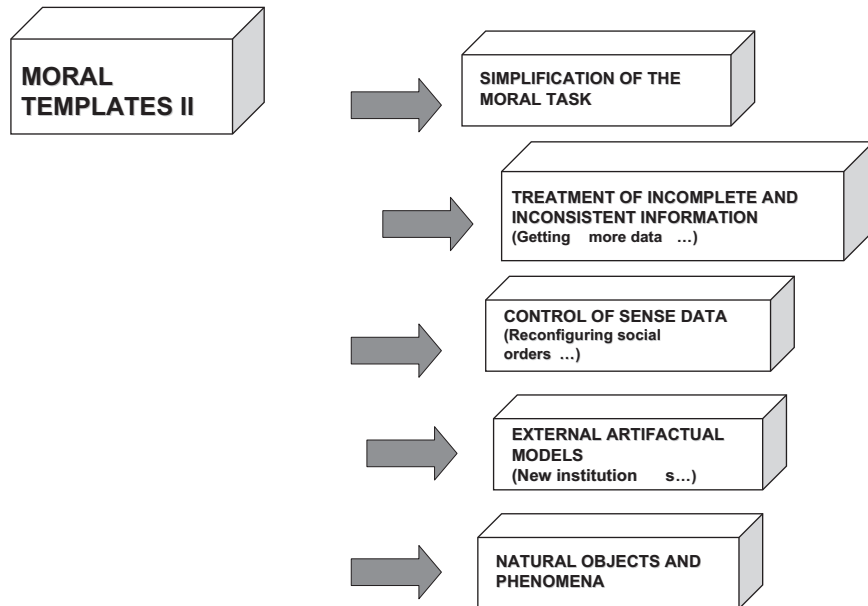 MORAL
TEMPLATES II
SIMPLIFICATION OF THE
MORAL TASK
TREATMENT OF INCOMPLETE AND
INCONSISTENT INFORMATION
(Getting more data …)
CONTROL OF SENSE DATA
(Reconfiguring social
orders …)
EXTERNAL ARTIFACTUAL
MODELS
(New institution s…)
NATURAL OBJECTS AND
PHENOMENA